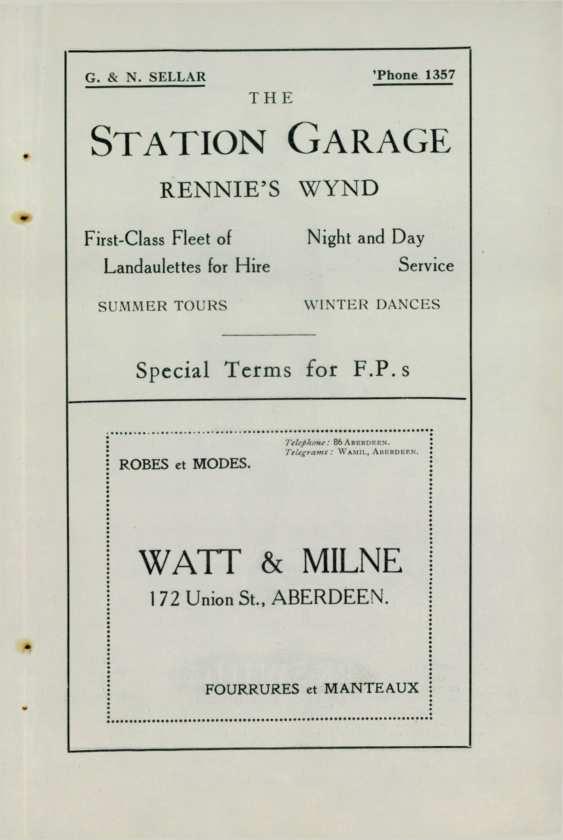 G. & N. SELLAR 'Phone 1357
THE
STATION GARAGE
RENNIE'S WYND
First-Class Fleet of
Landaulettes for Hire
Night and Day
Service
SUMMER TOURS WINTER DANCES
Special Terms for F.P.s
Telephone: 86 ABERDEEN.
Telegrams: WAMIL, ABERDEEN.
ROBES et MODES.
WATT & MILNE
172 Union St., ABERDEEN.
FOURRURES et MANTEAUX